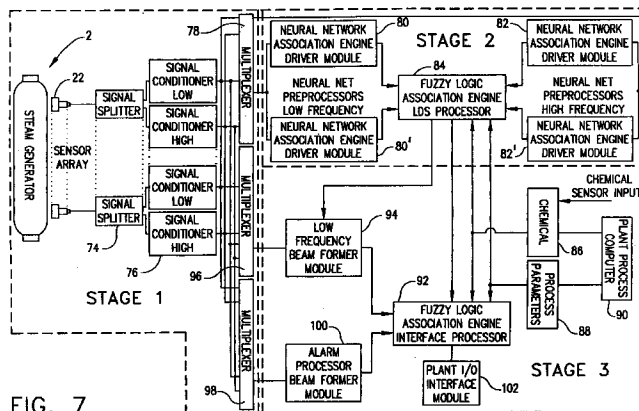 2
22
STEAM GENERATOR
SENSOR
ARRAY
SIGNAL
SPLITTER
SIGNAL
CONDITIONER
LOW
SIGNAL
CONDITIONER
HIGH
SIGNAL
SPLITTER
74
SIGNAL
CONDITIONER
LOW
SIGNAL
CONDITIONER
HIGH
76
STAGE 1
FIG. 7
78
MULTIPLEXER
MULTIPLEXER
96
MULTIPLEXER
98
NEURAL NETWORK
ASSOCIATION ENGINE
DRIVER MODULE
80
STAGE 2
82
NEURAL NETWORK
ASSOCIATION ENGINE
DRIVER MODULE
NEURAL NET
PREPROCESSORS
LOW FREQUENCY
84
FUZZY LOGIC
ASSOCIATION ENGINE
LDS PROCESSOR
NEURAL NET
PREPROCESSORS
HIGH FREQUENCY
NEURAL NETWORK
ASSOCIATION ENGINE
DRIVER MODULE
80'
82'
NEURAL NETWORK
ASSOCIATION ENGINE
DRIVER MODULE
CHEMICAL
SENSOR INPUT
LOW
FREQUENCY
BEAM FORMER
MODULE
94
CHEMICAL
86
PLANT PROCESS
COMPUTER
90
92
FUZZY LOGIC
ASSOCIATION ENGINE
INTERFACE PROCESSOR
PROCESS
PARAMETERS
88
100
ALARM
PROCESSOR
BEAM FORMER
MODULE
PLANT I/O
INTERFACE
MODULE
102
STAGE 3